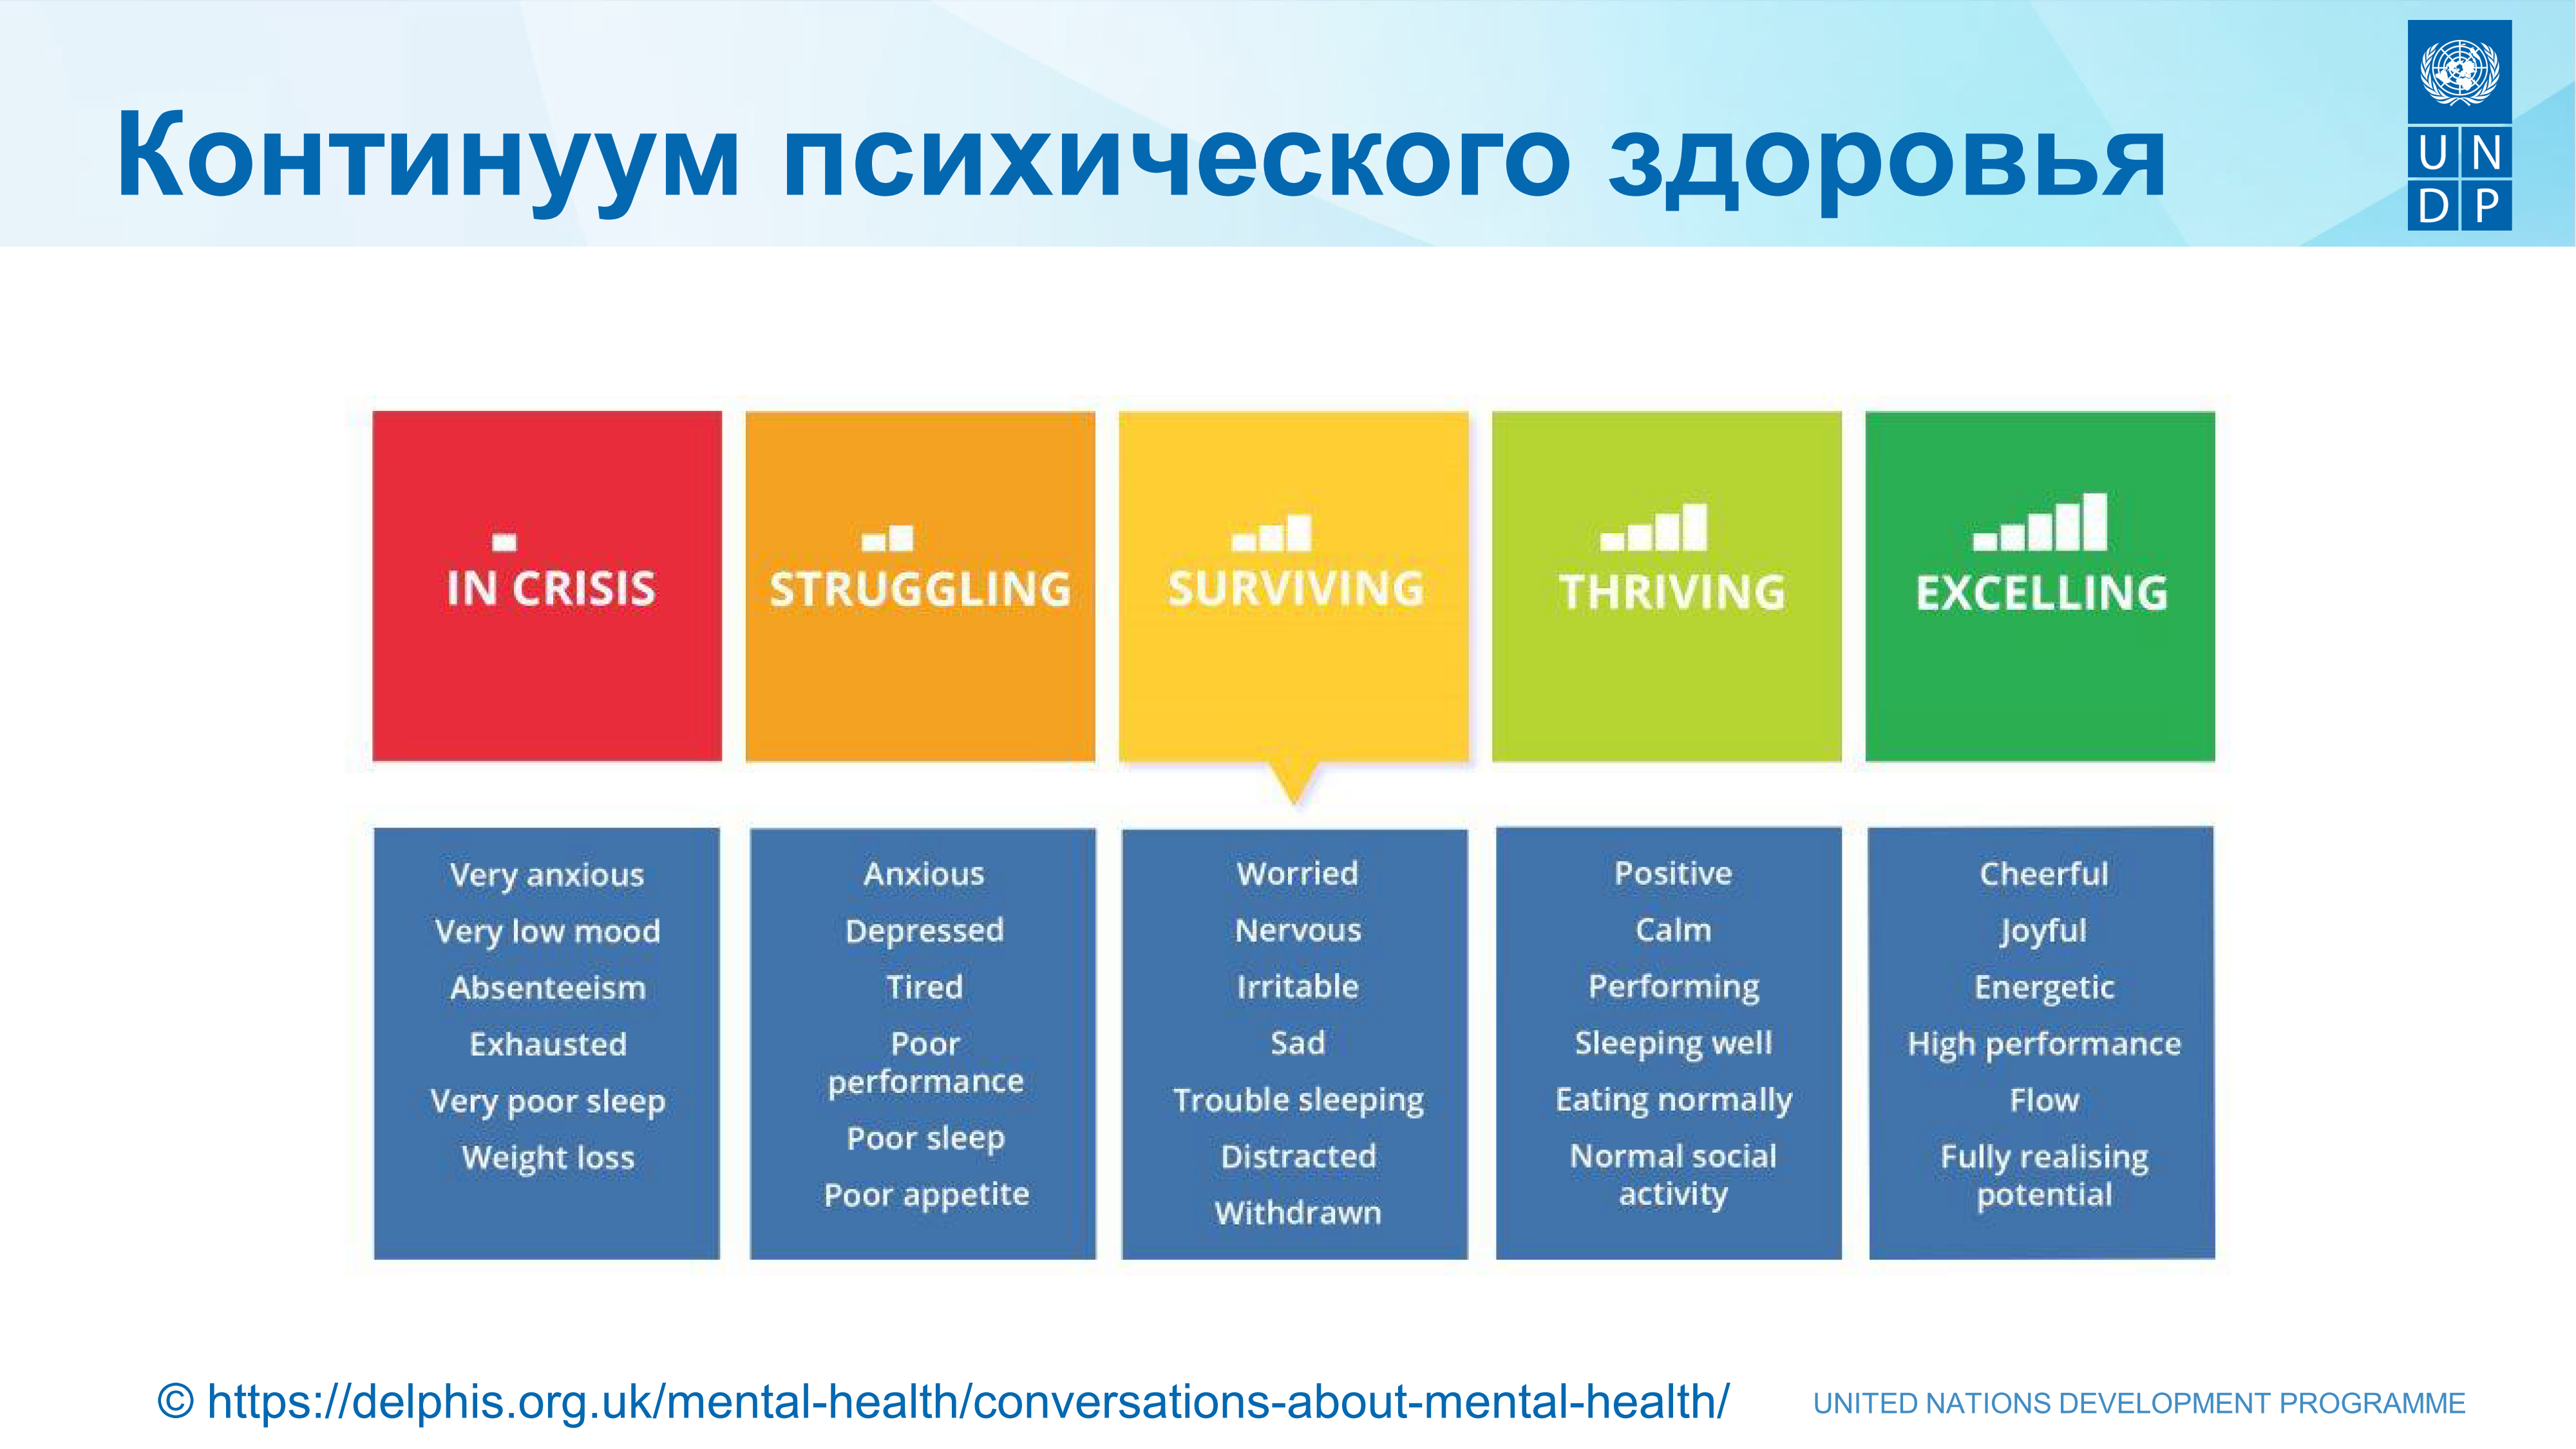 Континуум психического здоровья
U N
D P
IN CRISIS
STRUGGLING
SURVIVING
THRIVING
EXCELLING
Very anxious
Very low mood
Absenteeism
Exhausted
Very poor sleep
Weight loss
Anxious
Depressed
Tired
Poor
performance
Poor sleep
Poor appetite
Worried
Nervous
Irritable
Sad
Trouble sleeping
Distracted
Withdrawn
Positive
Calm
Performing
Sleeping well
Eating normally
Normal social
activity
Cheerful
Joyful
Energetic
High performance
Flow
Fully realising
potential
© https://delphis.org.uk/mental-health/conversations-about-mental-health/
UNITED NATIONS DEVELOPMENT PROGRAMME